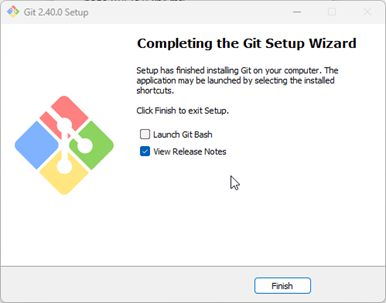 Git 2.40.0 Setup
Completing the Git Setup Wizard
Setup has finished installing Git on your computer. The
application may be launched by selecting the installed
shortcuts.
Click Finish to exit Setup.
Launch Git Bash
View Release Notes
Finish